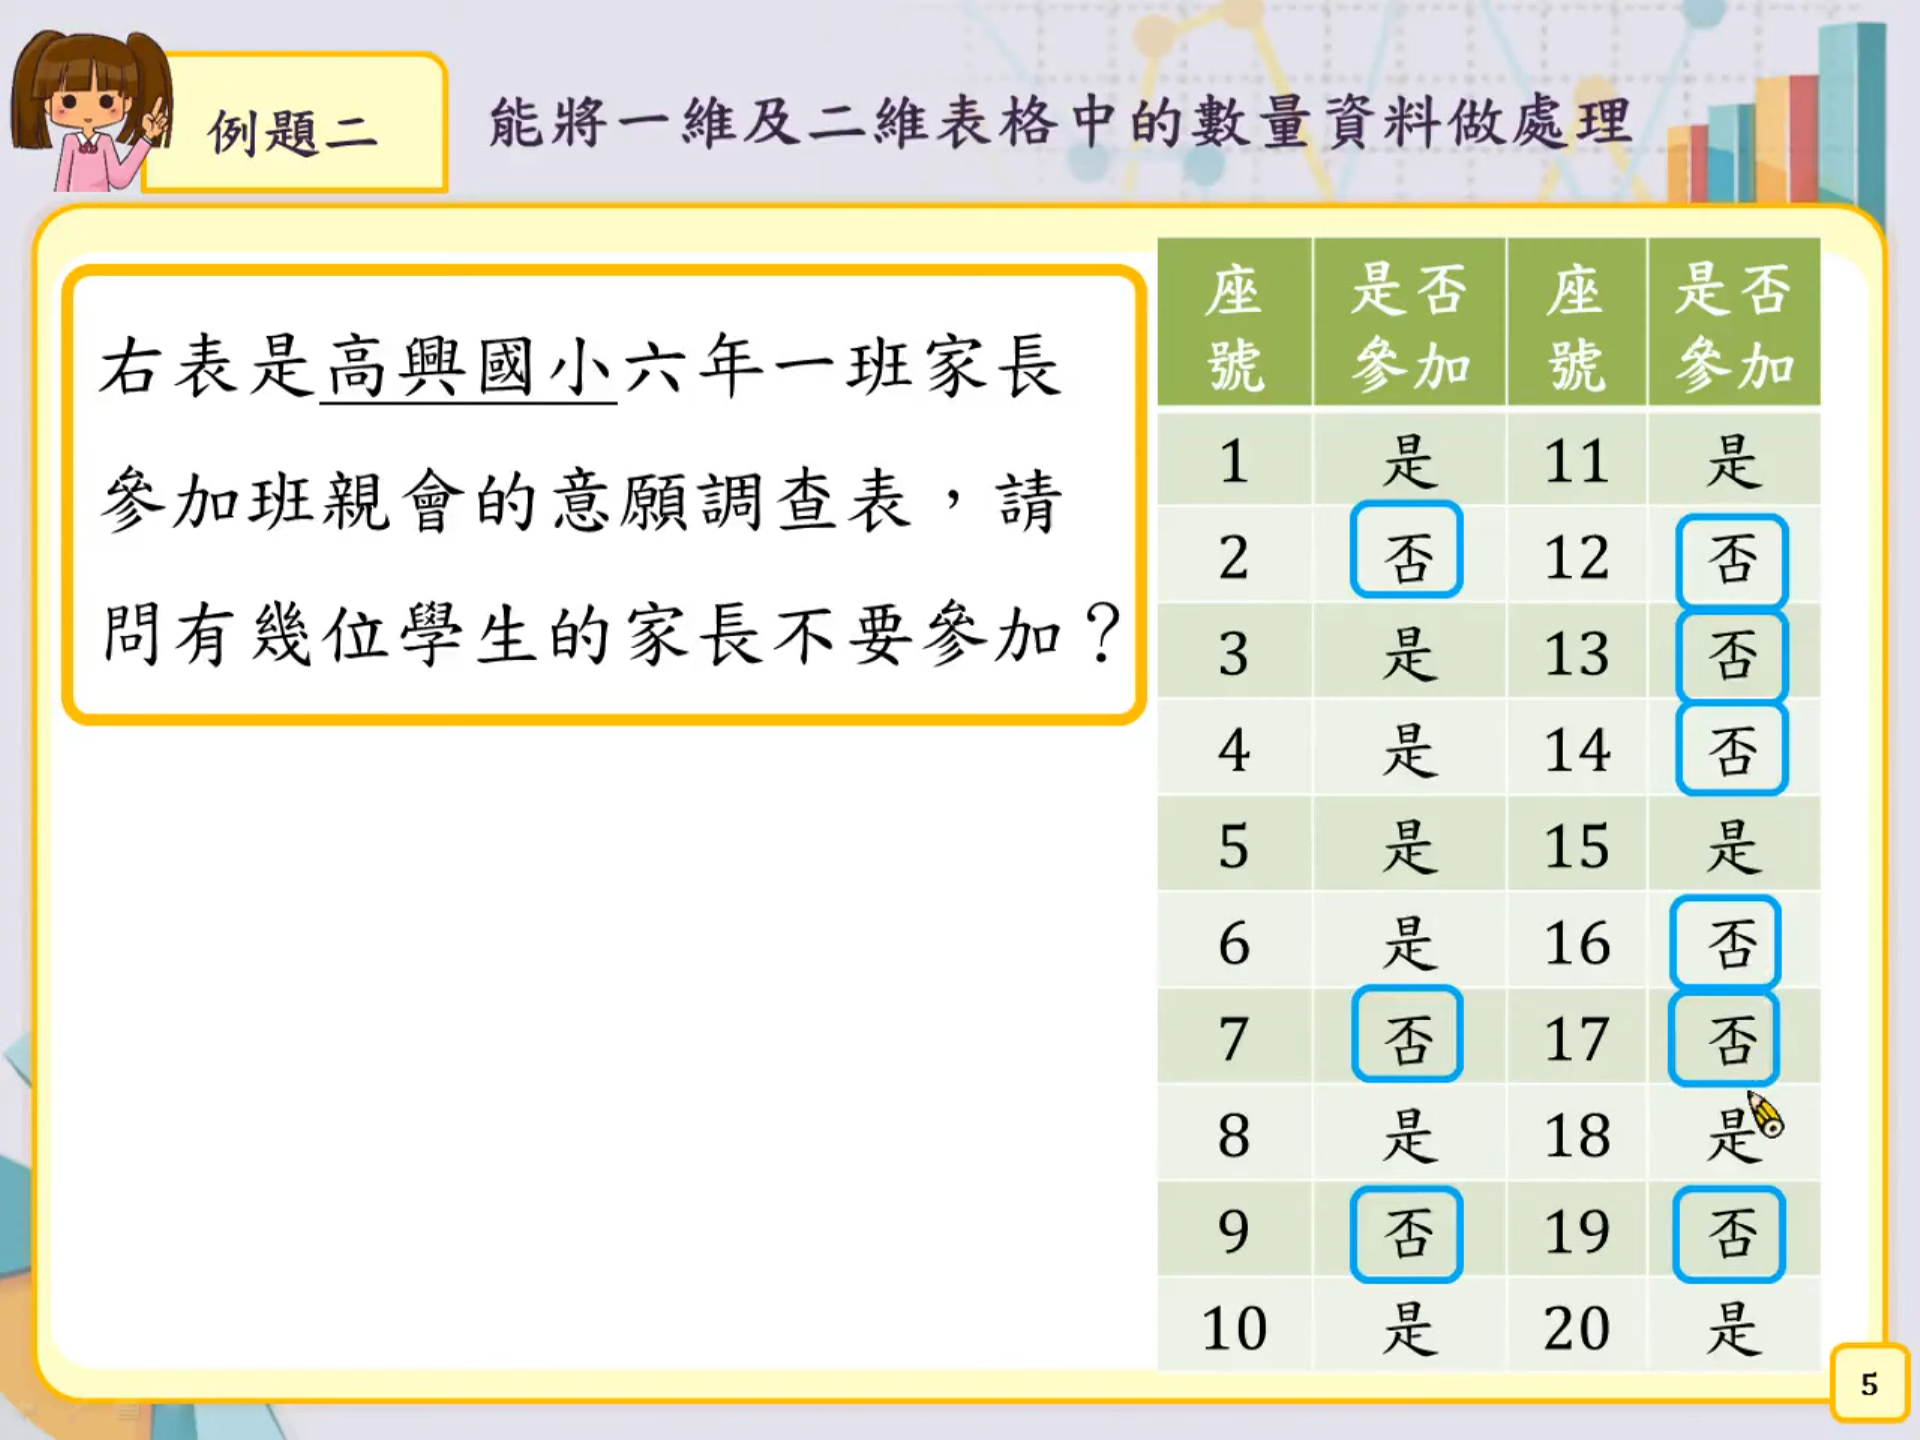 例題二
能將一維及二維表格中的數量資料做處理
右表是高興國小六年一班家長
參加班親會的意願調查表，請
問有幾位學生的家長不要參加？
座號 是否參加 座號 是否參加
1 是 11 是
2 否 12 否
3 是 13 否
4 是 14 否
5 是 15 是
6 是 16 否
7 否 17 否
8 是 18 是
9 否 19 否
10 是 20 是
5